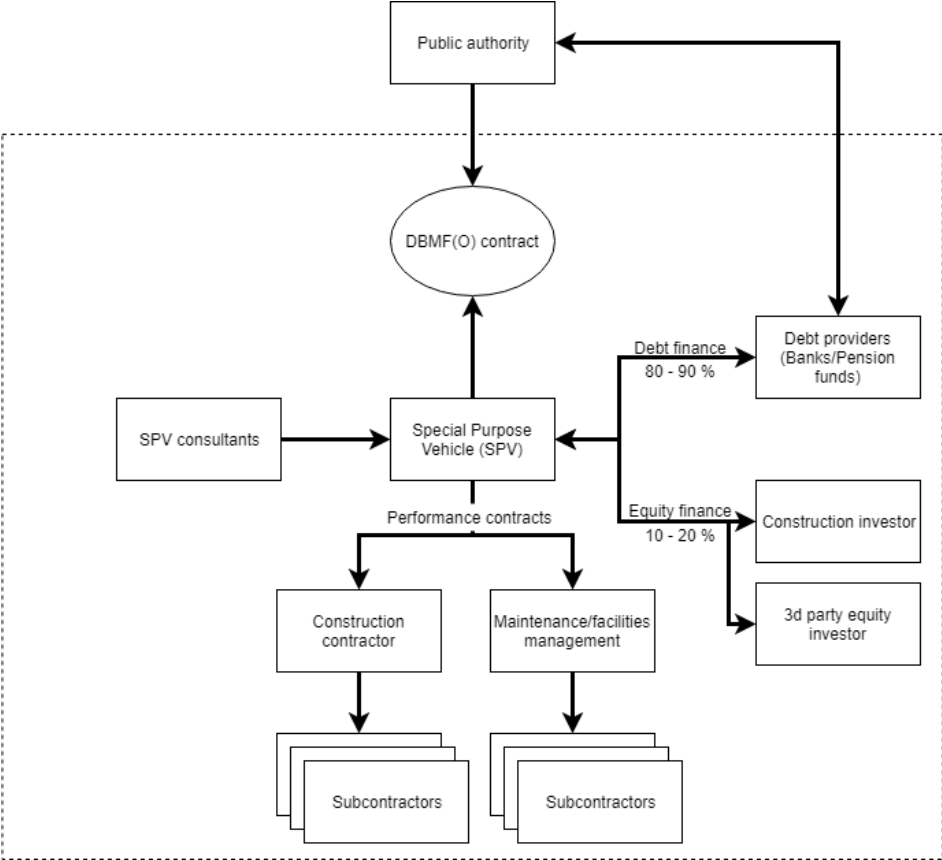 Public authority
DBMF(O) contract
Debt finance
80 - 90 %
Debt providers
(Banks/Pension
funds)
SPV consultants
Special Purpose
Vehicle (SPV)
Equity finance
10 - 20 %
Construction investor
Performance contracts
3d party equity
investor
Construction
contractor
Maintenance/facilities
management
Subcontractors
Subcontractors